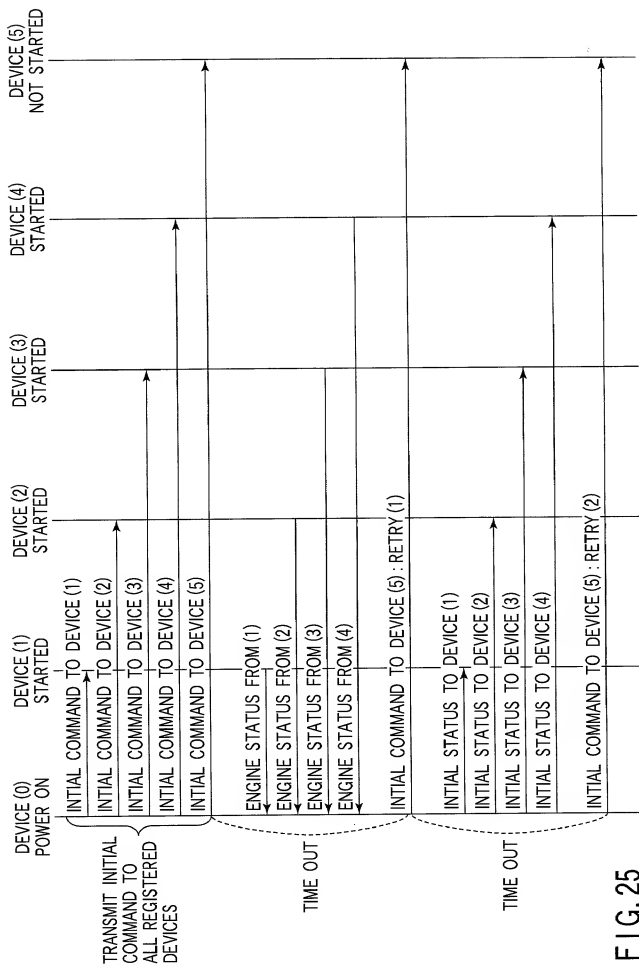 DEVICE (0)
POWER ON
DEVICE (1)
STARTED
DEVICE (2)
STARTED
DEVICE (3)
STARTED
DEVICE (4)
STARTED
DEVICE (5)
NOT STARTED
TRANSMIT INITIAL
COMMAND TO
ALL REGISTERED
DEVICES
INTIAL COMMAND TO DEVICE (1)
INTIAL COMMAND TO DEVICE (2)
INTIAL COMMAND TO DEVICE (3)
INTIAL COMMAND TO DEVICE (4)
INTIAL COMMAND TO DEVICE (5)
TIME OUT
ENGINE STATUS FROM (1)
ENGINE STATUS FROM (2)
ENGINE STATUS FROM (3)
ENGINE STATUS FROM (4)
INTIAL COMMAND TO DEVICE (5) : RETRY (1)
TIME OUT
INTIAL STATUS TO DEVICE (1)
INTIAL STATUS TO DEVICE (2)
INTIAL STATUS TO DEVICE (3)
INTIAL STATUS TO DEVICE (4)
INTIAL COMMAND TO DEVICE (5) : RETRY (2)
FIG. 25